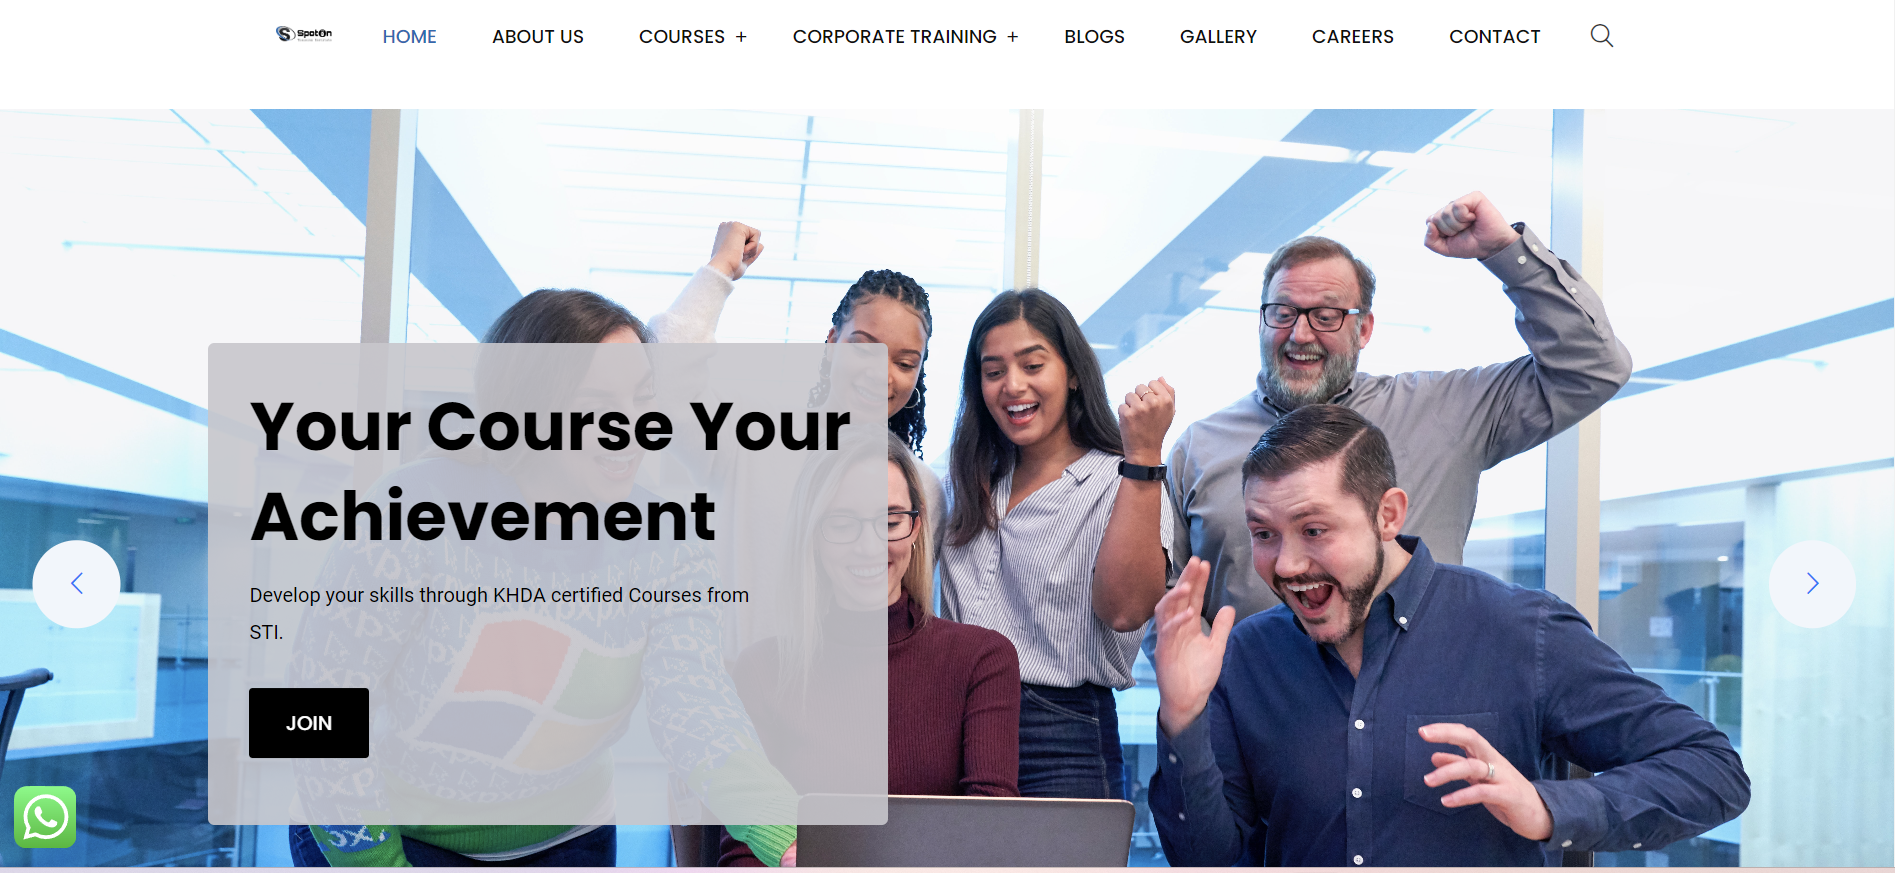 SpotOn
HOME
ABOUT US
COURSES +
CORPORATE TRAINING +
BLOGS
GALLERY
CAREERS
CONTACT
Your Course Your
Achievement
Develop your skills through KHDA certified Courses from
STI.
JOIN